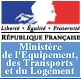 Liberté • Égalité • Fraternité
RÉPUBLIQUE FRANÇAISE
Ministère
de l'Équipement,
des Transports
et du Logement